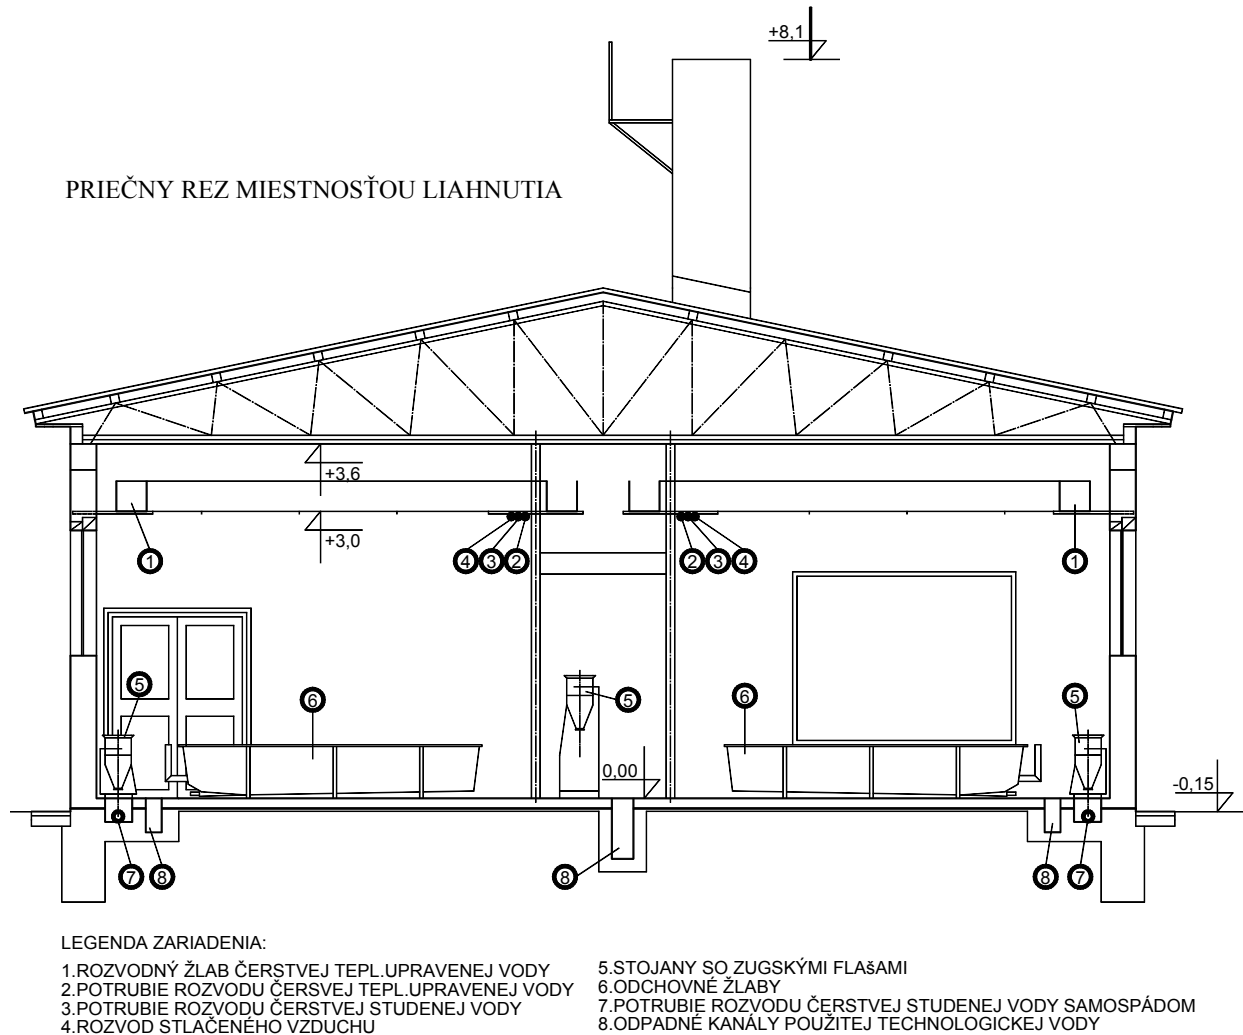 +8,1
PRIEČNY REZ MIESTNOSŤOU LIAHNUTIA
+3,6
+3,0
1 4 3 2 2 3 4 1
5 6 5 6 5
0,00
-0,15
7 8 8 8 7
LEGENDA ZARIADENIA:
1.ROZVODNÝ ŽLAB ČERSTVEJ TEPL.UPRAVENEJ VODY
2.POTRUBIE ROZVODU ČERSVEJ TEPL.UPRAVENEJ VODY
3.POTRUBIE ROZVODU ČERSTVEJ STUDENEJ VODY
4.ROZVOD STLAČENÉHO VZDUCHU
5.STOJANY SO ZUGSKÝMI FLAšAMI
6.ODCHOVNÉ ŽLABY
7.POTRUBIE ROZVODU ČERSTVEJ STUDENEJ VODY SAMOSPÁDOM
8.ODPADNÉ KANÁLY POUŽITEJ TECHNOLOGICKEJ VODY